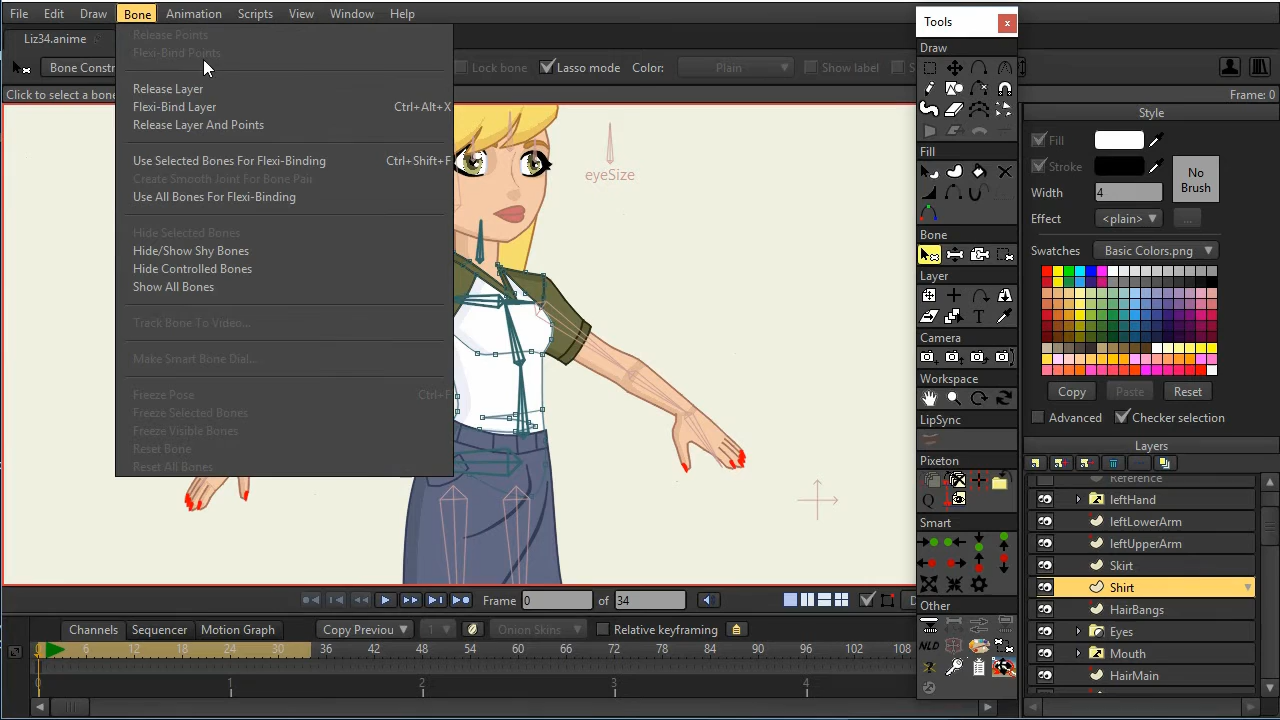 File Edit Draw Bone Animation Scripts View Window Help
Liz34.anime
Bone Constr
Lock bone Lasso mode Color: Plain Show label
Click to select a bone
Frame: 0
Release Points
Flexi-Bind Points
Release Layer
Flexi-Bind Layer Ctrl+Alt+X
Release Layer And Points
Use Selected Bones For Flexi-Binding Ctrl+Shift+F
Create Smooth Joint For Bone Pair
Use All Bones For Flexi-Binding
Hide Selected Bones
Hide/Show Shy Bones
Hide Controlled Bones
Show All Bones
Track Bone To Video...
Make Smart Bone Dial...
Freeze Pose Ctrl+F
Freeze Selected Bones
Freeze Visible Bones
Reset Bone
Reset All Bones
eyeSize
Tools
x
Draw
Fill
Bone
Layer
T
Camera
Workspace
LipSync
Pixeton
Q
Smart
Other
NLD
Style
Fill
Stroke
No Brush
Width 4
Effect <plain> ...
Swatches Basic Colors.png
Copy Paste Reset
Advanced Checker selection
Layers
Reference
leftHand
leftLowerArm
leftUpperArm
Skirt
Shirt
HairBangs
Eyes
Mouth
HairMain
Frame 0 of 34
Channels Sequencer Motion Graph Copy Previou 1 Onion Skins Relative keyframing
0 6 12 18 24 30 36 42 48 54 60 66 72 78 84 90 96 102 108
0 1 2 3 4